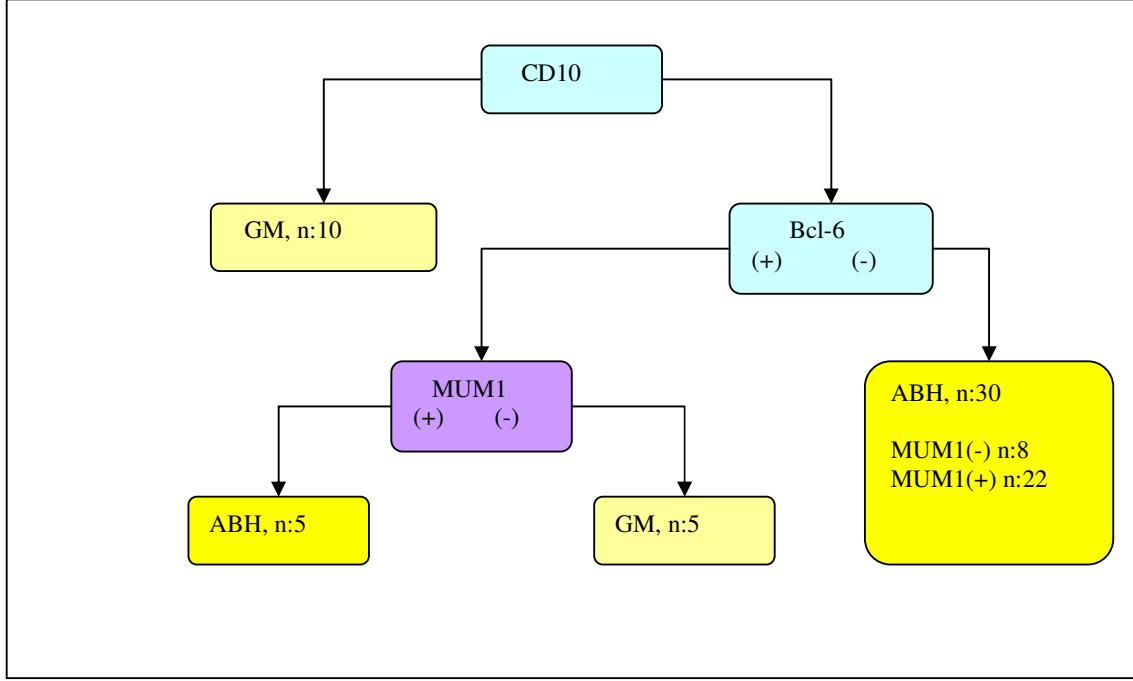 CD10
GM, n:10
Bcl-6
(+) (-)
MUM1
(+) (-)
ABH, n:30
MUM1(-) n:8
MUM1(+) n:22
ABH, n:5
GM, n:5